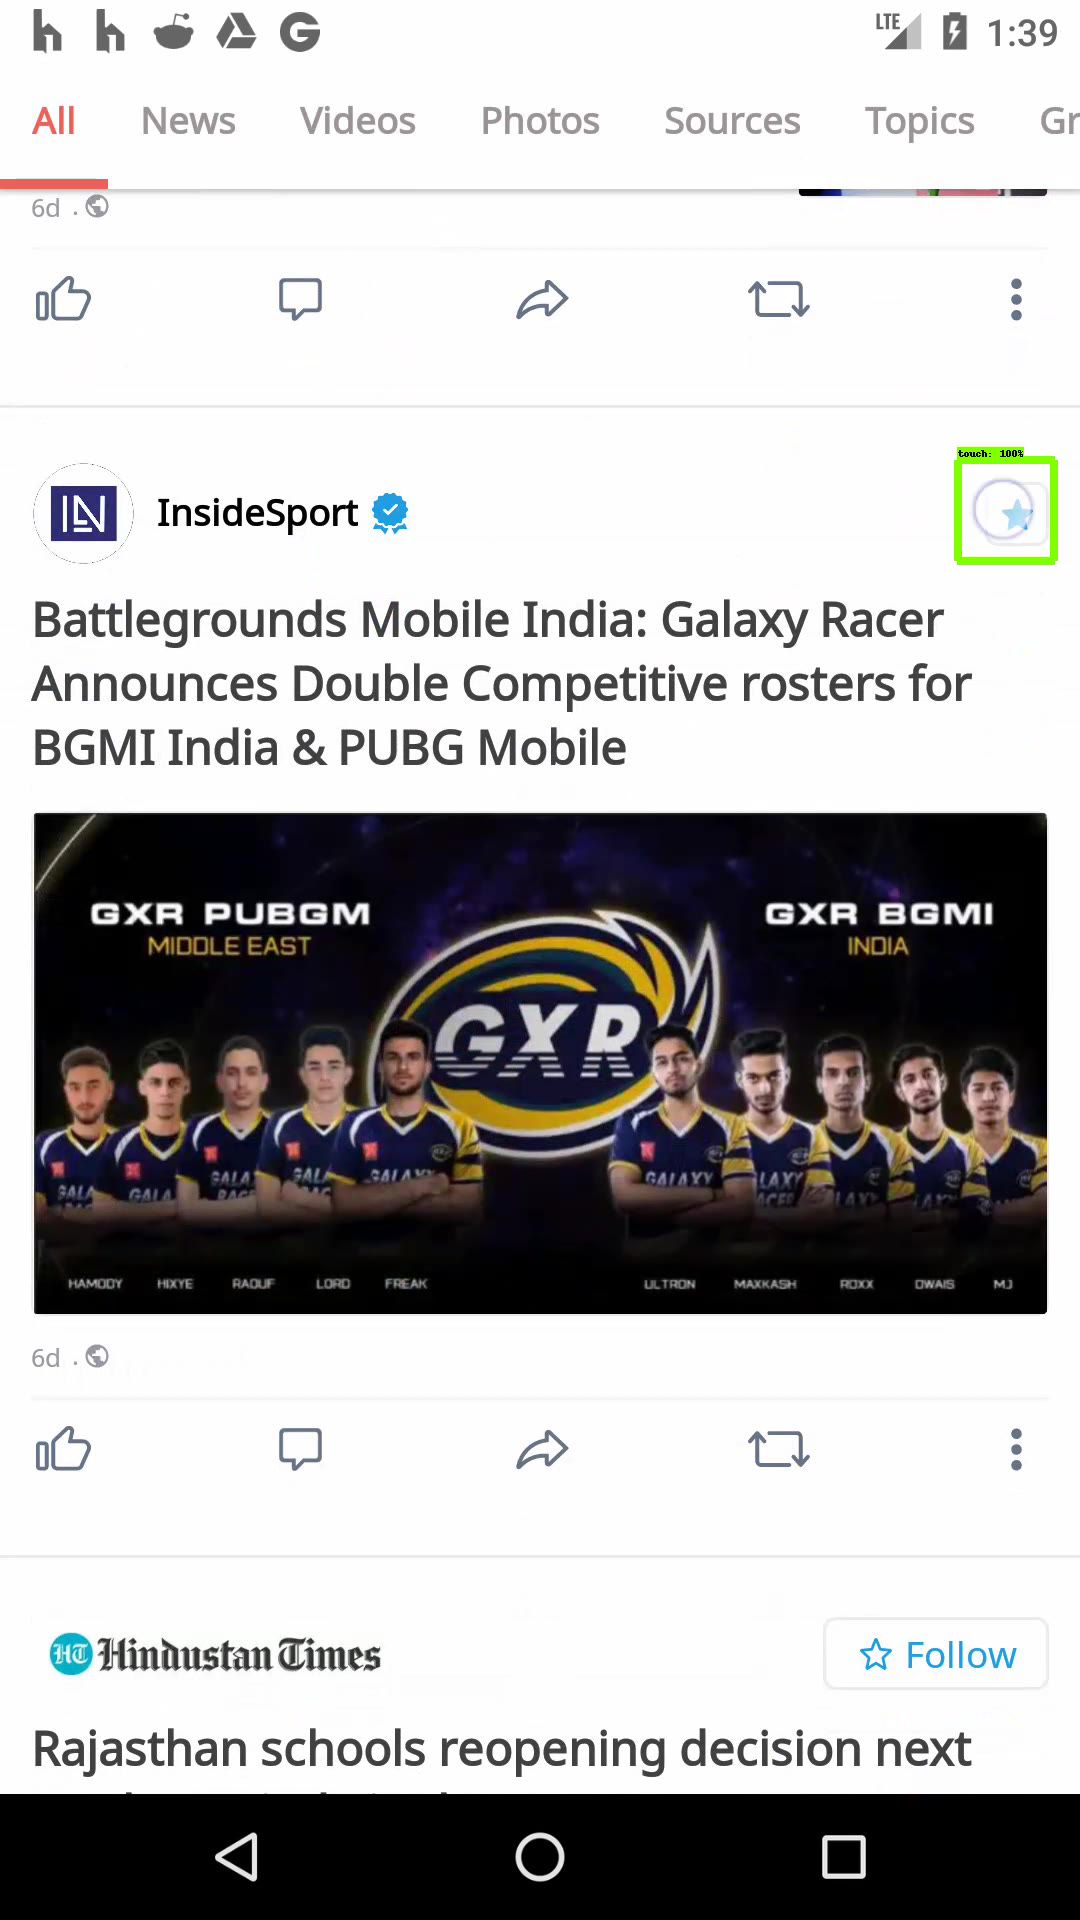 LTE 1:39
All News Videos Photos Sources Topics Gr
6d .
touch: 100%
InsideSport
Battlegrounds Mobile India: Galaxy Racer
Announces Double Competitive rosters for
BGMI India & PUBG Mobile
GXR PUBGM
MIDDLE EAST
GXR BGMI
INDIA
GXR
GALAXY
HAMODY HIXYE RAOUF LORD FREAK ULTRON MAXKASH ROXX OWAIS MJ
6d .
HT Hindustan Times
Follow
Rajasthan schools reopening decision next